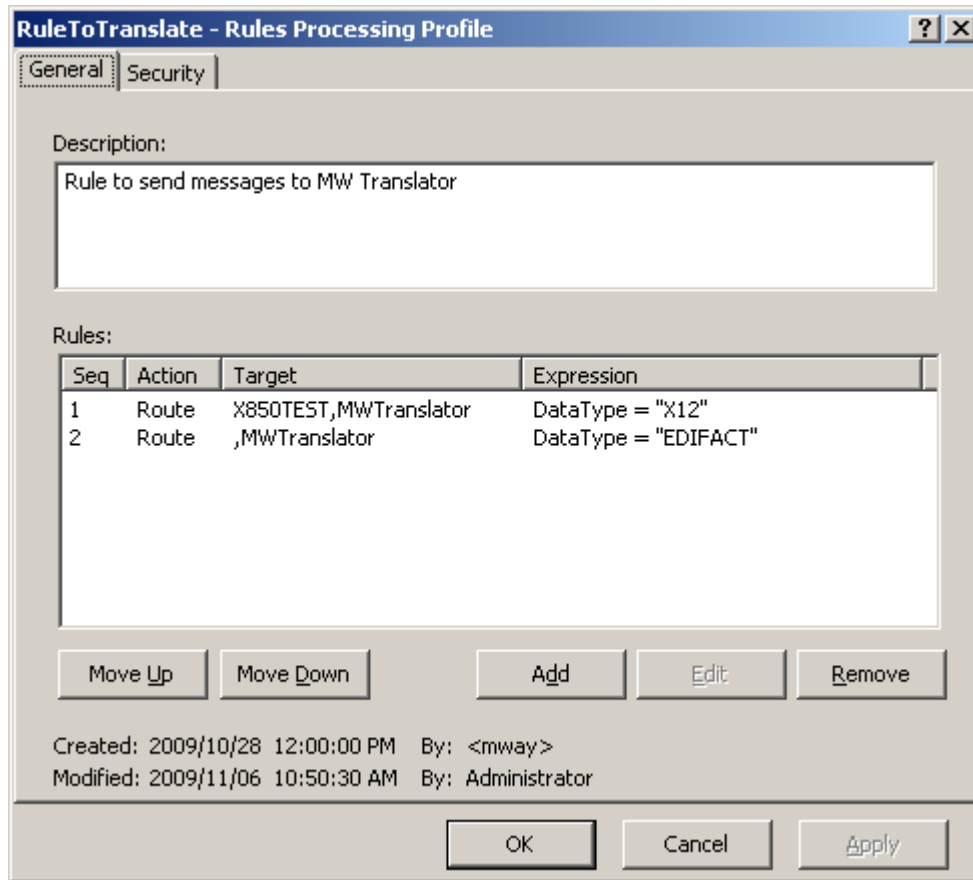 RuleToTranslate - Rules Processing Profile
General Security
Description:
Rule to send messages to MW Translator
Rules:
Seq Action Target Expression
1 Route X850TEST,MWTranslator DataType = "X12"
2 Route ,MWTranslator DataType = "EDIFACT"
Move Up Move Down Add Edit Remove
Created: 2009/10/28 12:00:00 PM By: <mway>
Modified: 2009/11/06 10:50:30 AM By: Administrator
OK Cancel Apply